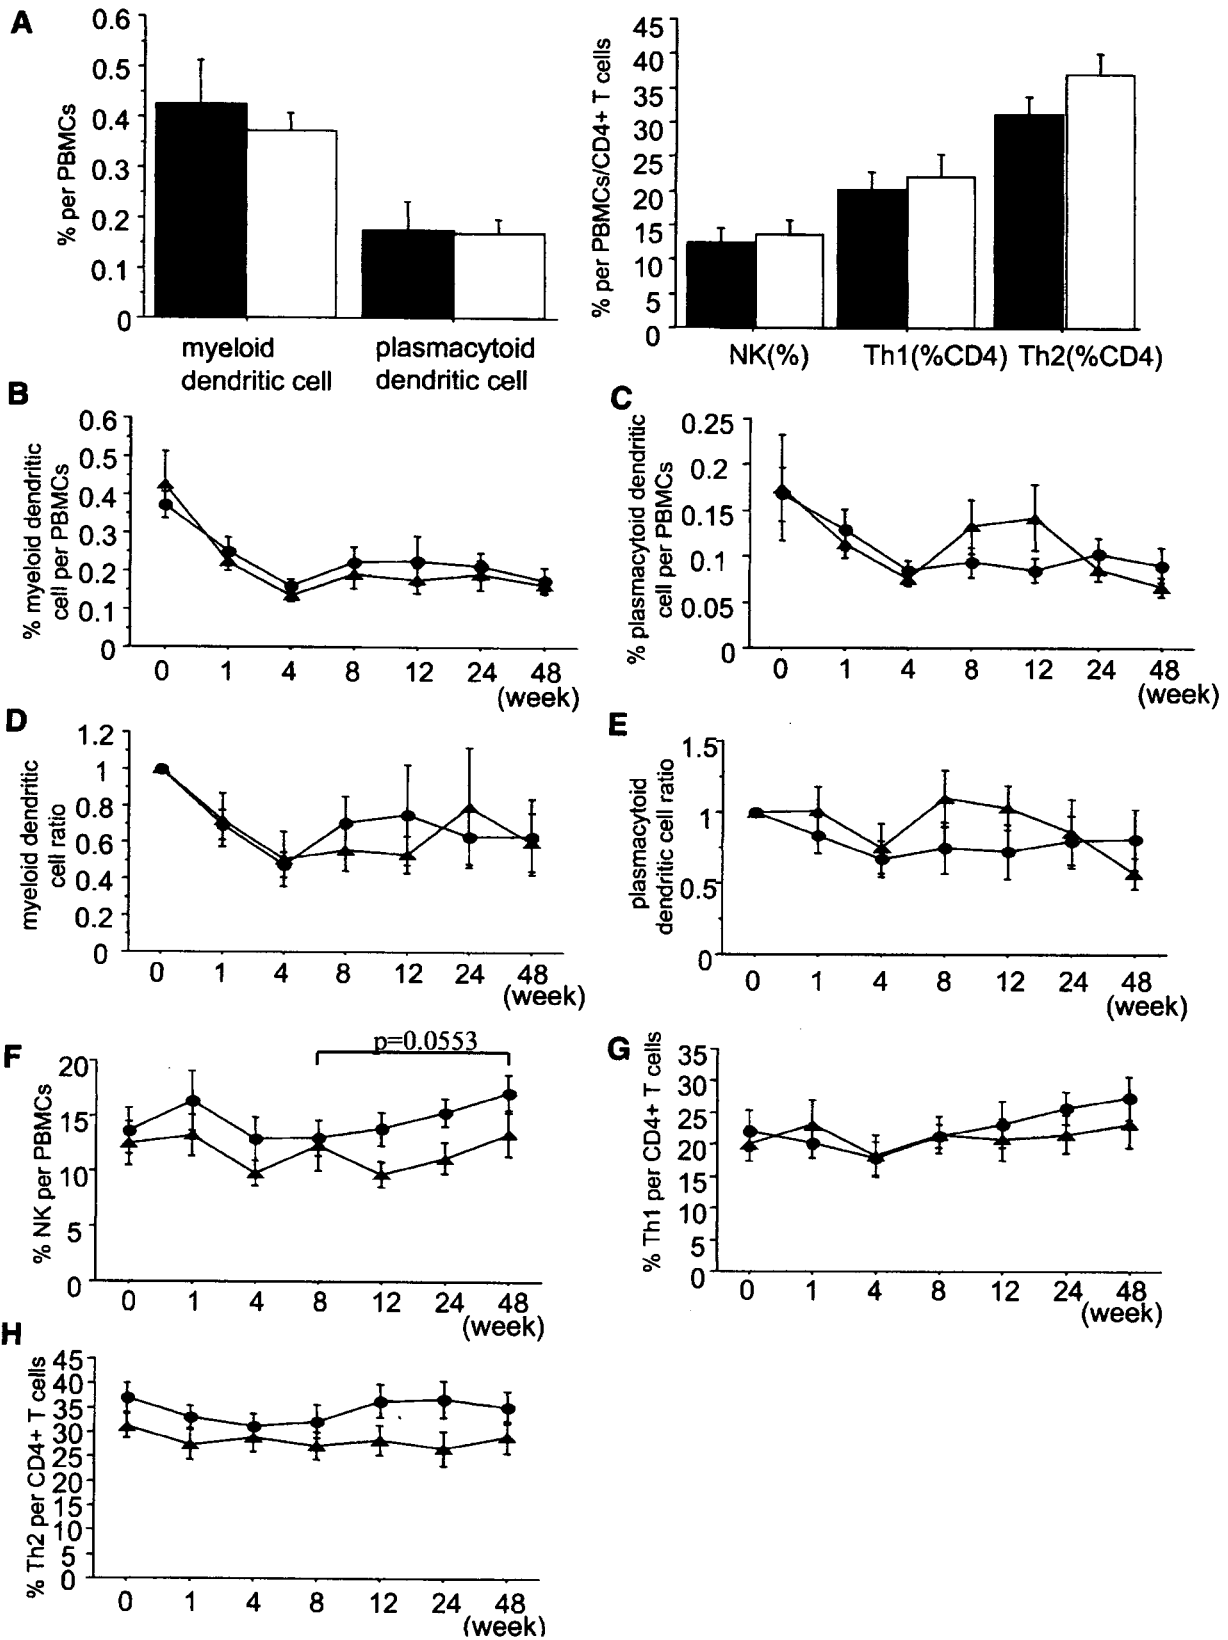 A
% per PBMCs
0.6
0.5
0.4
0.3
0.2
0.1
0
myeloid
dendritic cell
plasmacytoid
dendritic cell
% per PBMCs/CD4+ T cells
45
40
35
30
25
20
15
10
5
0
NK(%)
Th1(%CD4)
Th2(%CD4)
B
% myeloid dendritic
cell per PBMCs
0.6
0.5
0.4
0.3
0.2
0.1
0
0 1 4 8 12 24 48
(week)
C
% plasmacytoid dendritic
cell per PBMCs
0.25
0.2
0.15
0.1
0.05
0
0 1 4 8 12 24 48
(week)
D
myeloid dendritic
cell ratio
1.2
1
0.8
0.6
0.4
0.2
0
0 1 4 8 12 24 48
(week)
E
plasmacytoid
dendritic cell ratio
1.5
1
0.5
0
0 1 4 8 12 24 48
(week)
F
% NK per PBMCs
20
15
10
5
0
p=0.0553
0 1 4 8 12 24 48
(week)
G
% Th1 per CD4+ T cells
35
30
25
20
15
10
5
0
0 1 4 8 12 24 48
(week)
H
% Th2 per CD4+ T cells
45
40
35
30
25
20
15
10
5
0
0 1 4 8 12 24 48
(week)